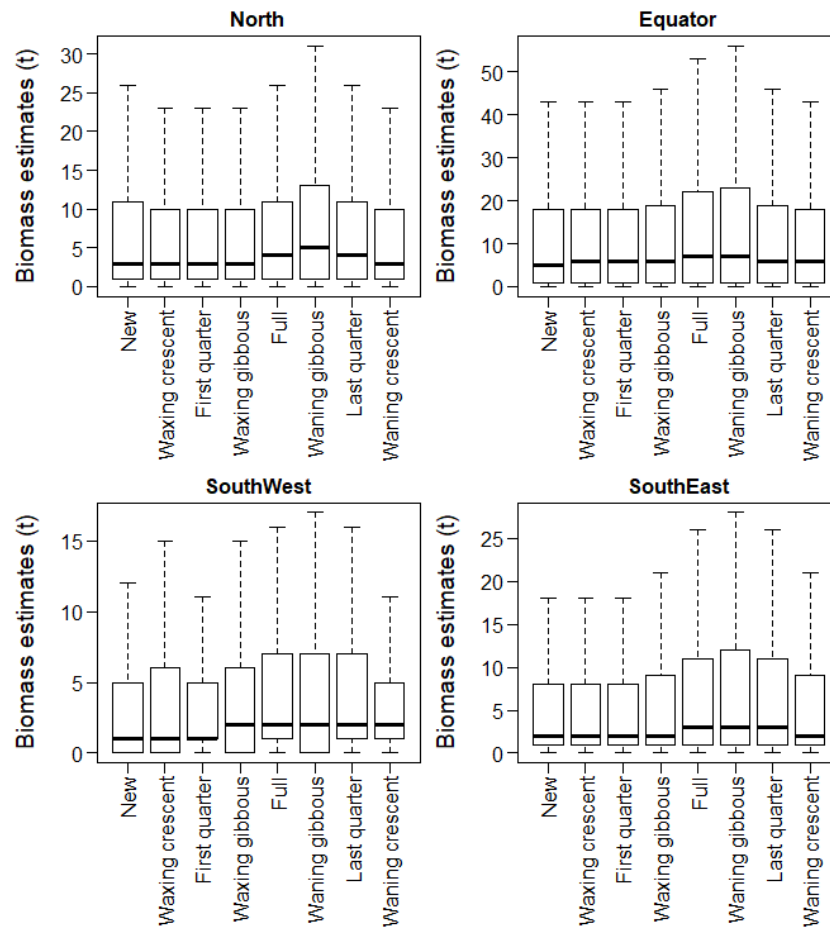 North
Biomass estimates (t)
30
25
20
15
10
5
0
New
Waxing crescent
First quarter
Waxing gibbous
Full
Waning gibbous
Last quarter
Waning crescent
Equator
Biomass estimates (t)
50
40
30
20
10
0
New
Waxing crescent
First quarter
Waxing gibbous
Full
Waning gibbous
Last quarter
Waning crescent
SouthWest
Biomass estimates (t)
15
10
5
0
New
Waxing crescent
First quarter
Waxing gibbous
Full
Waning gibbous
Last quarter
Waning crescent
SouthEast
Biomass estimates (t)
25
20
15
10
5
0
New
Waxing crescent
First quarter
Waxing gibbous
Full
Waning gibbous
Last quarter
Waning crescent